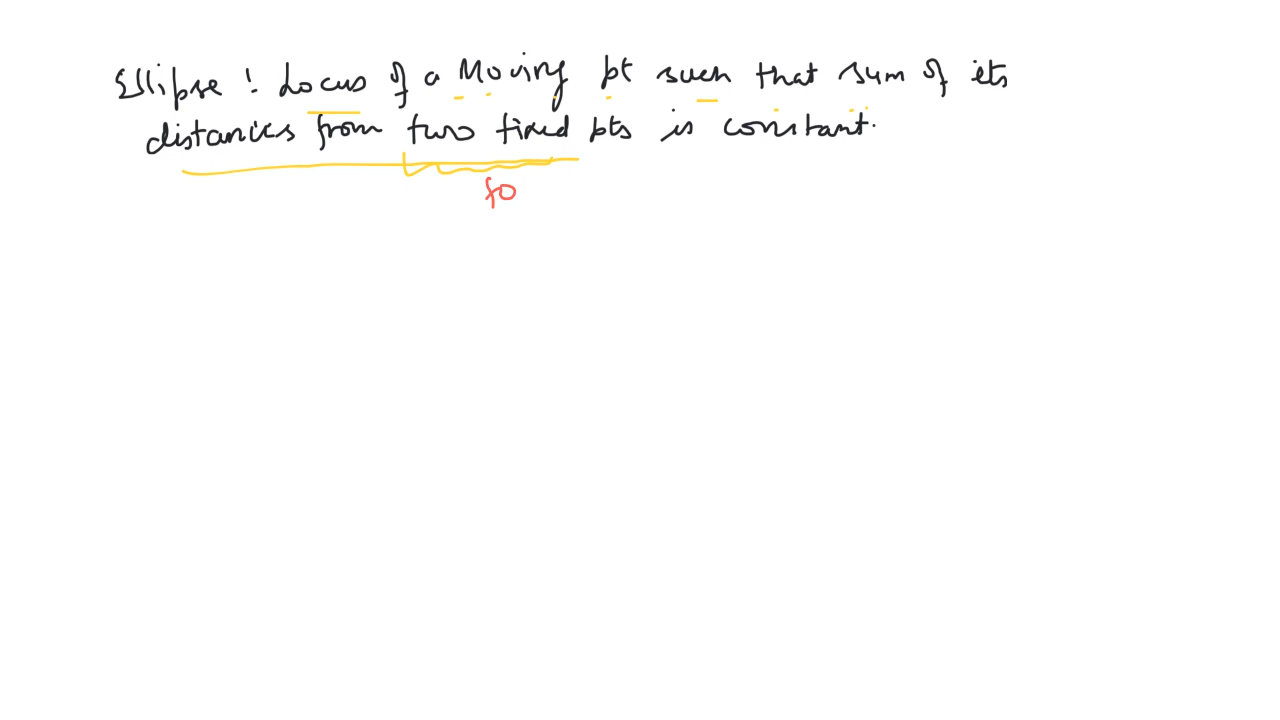 Ellipse : Locus of a Moving pt such that sum of its
distances from two fixed pts is constant.
fo